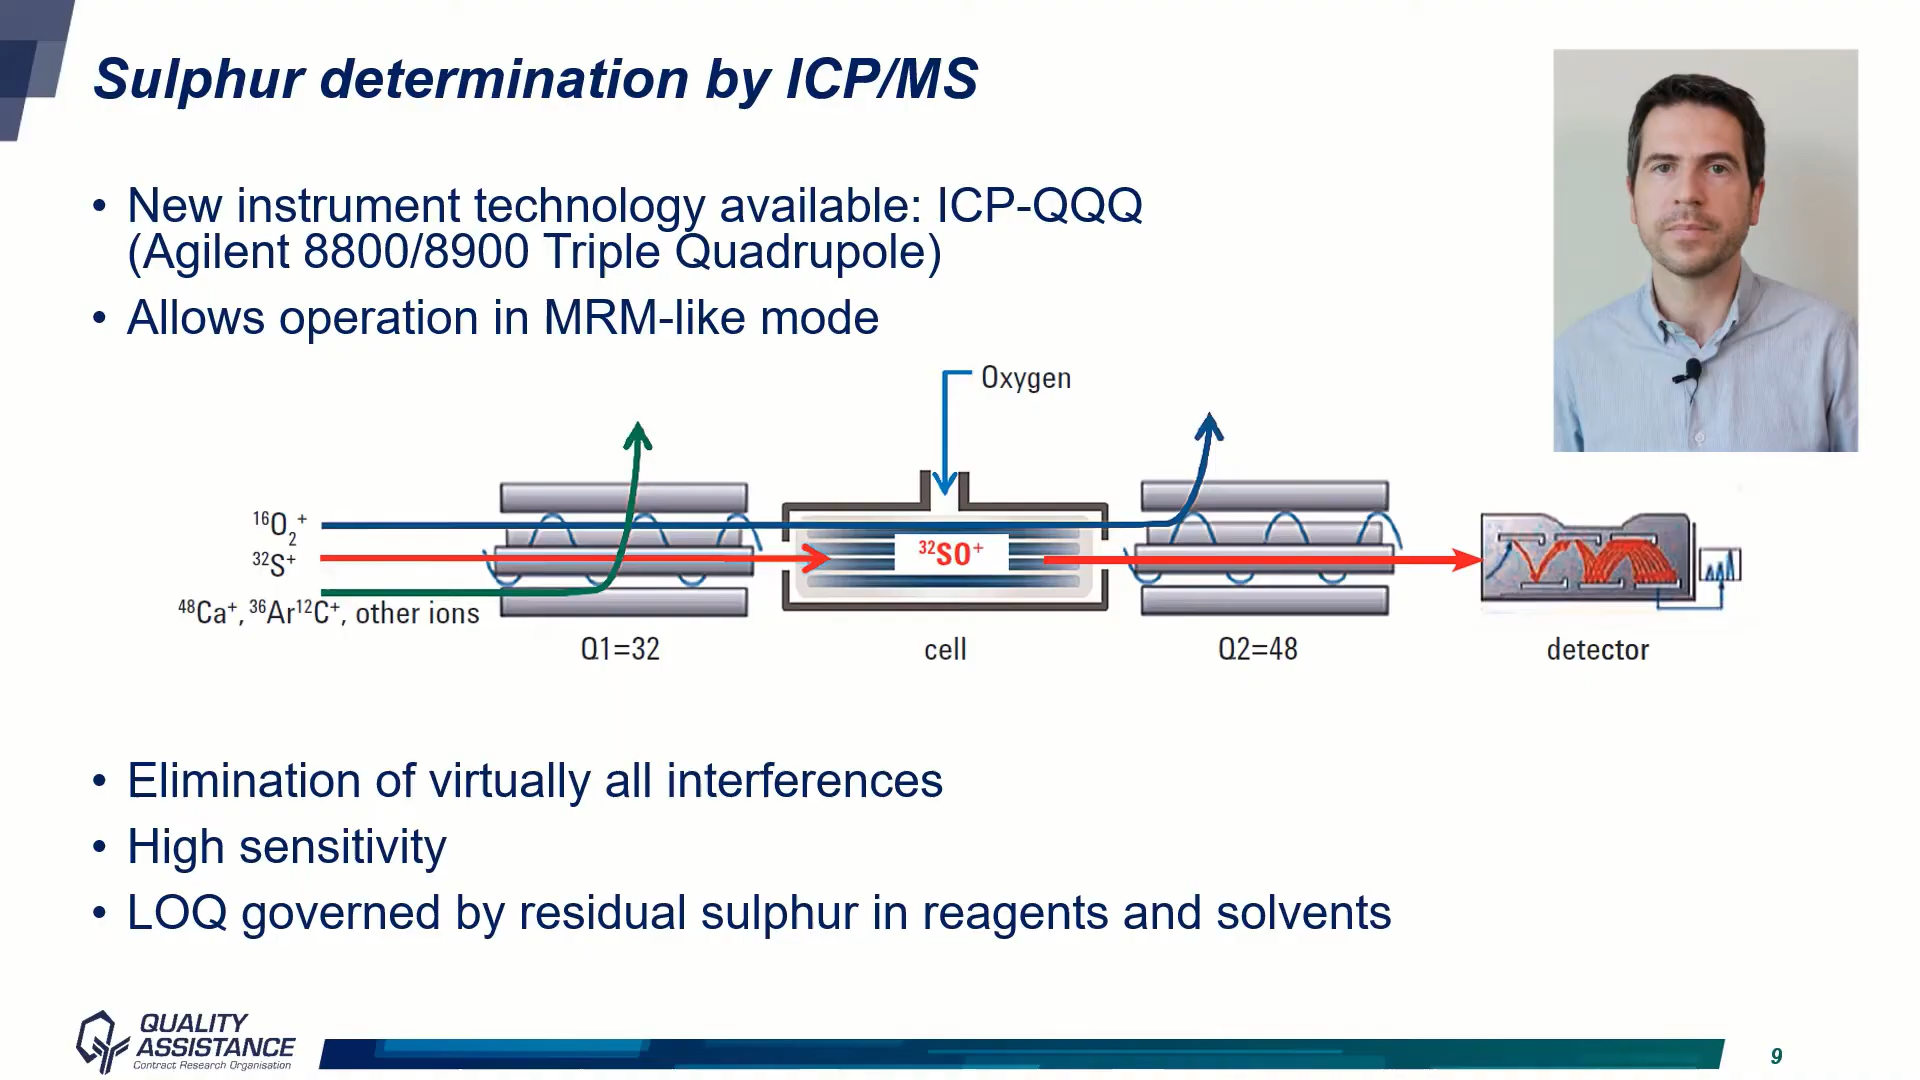 Sulphur determination by ICP/MS
• New instrument technology available: ICP-QQQ
(Agilent 8800/8900 Triple Quadrupole)
• Allows operation in MRM-like mode
Oxygen
¹⁶O₂⁺
³²S⁺
⁴⁸Ca⁺, ³⁶Ar¹²C⁺, other ions
³²SO⁺
Q1=32
cell
Q2=48
detector
• Elimination of virtually all interferences
• High sensitivity
• LOQ governed by residual sulphur in reagents and solvents
QUALITY
ASSISTANCE
Contract Research Organisation
9